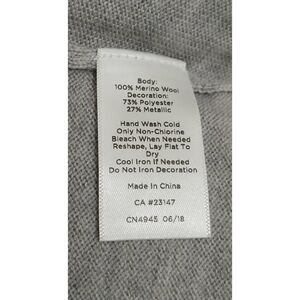 Body:
100% Merino Wool
Decoration:
73% Polyester
27% Metallic
Hand Wash Cold
Only Non-Chlorine
Bleach When Needed
Reshape, Lay Flat To
Dry
Cool Iron If Needed
Do Not Iron Decoration
Made In China
CA #23147
CN4945 06/18